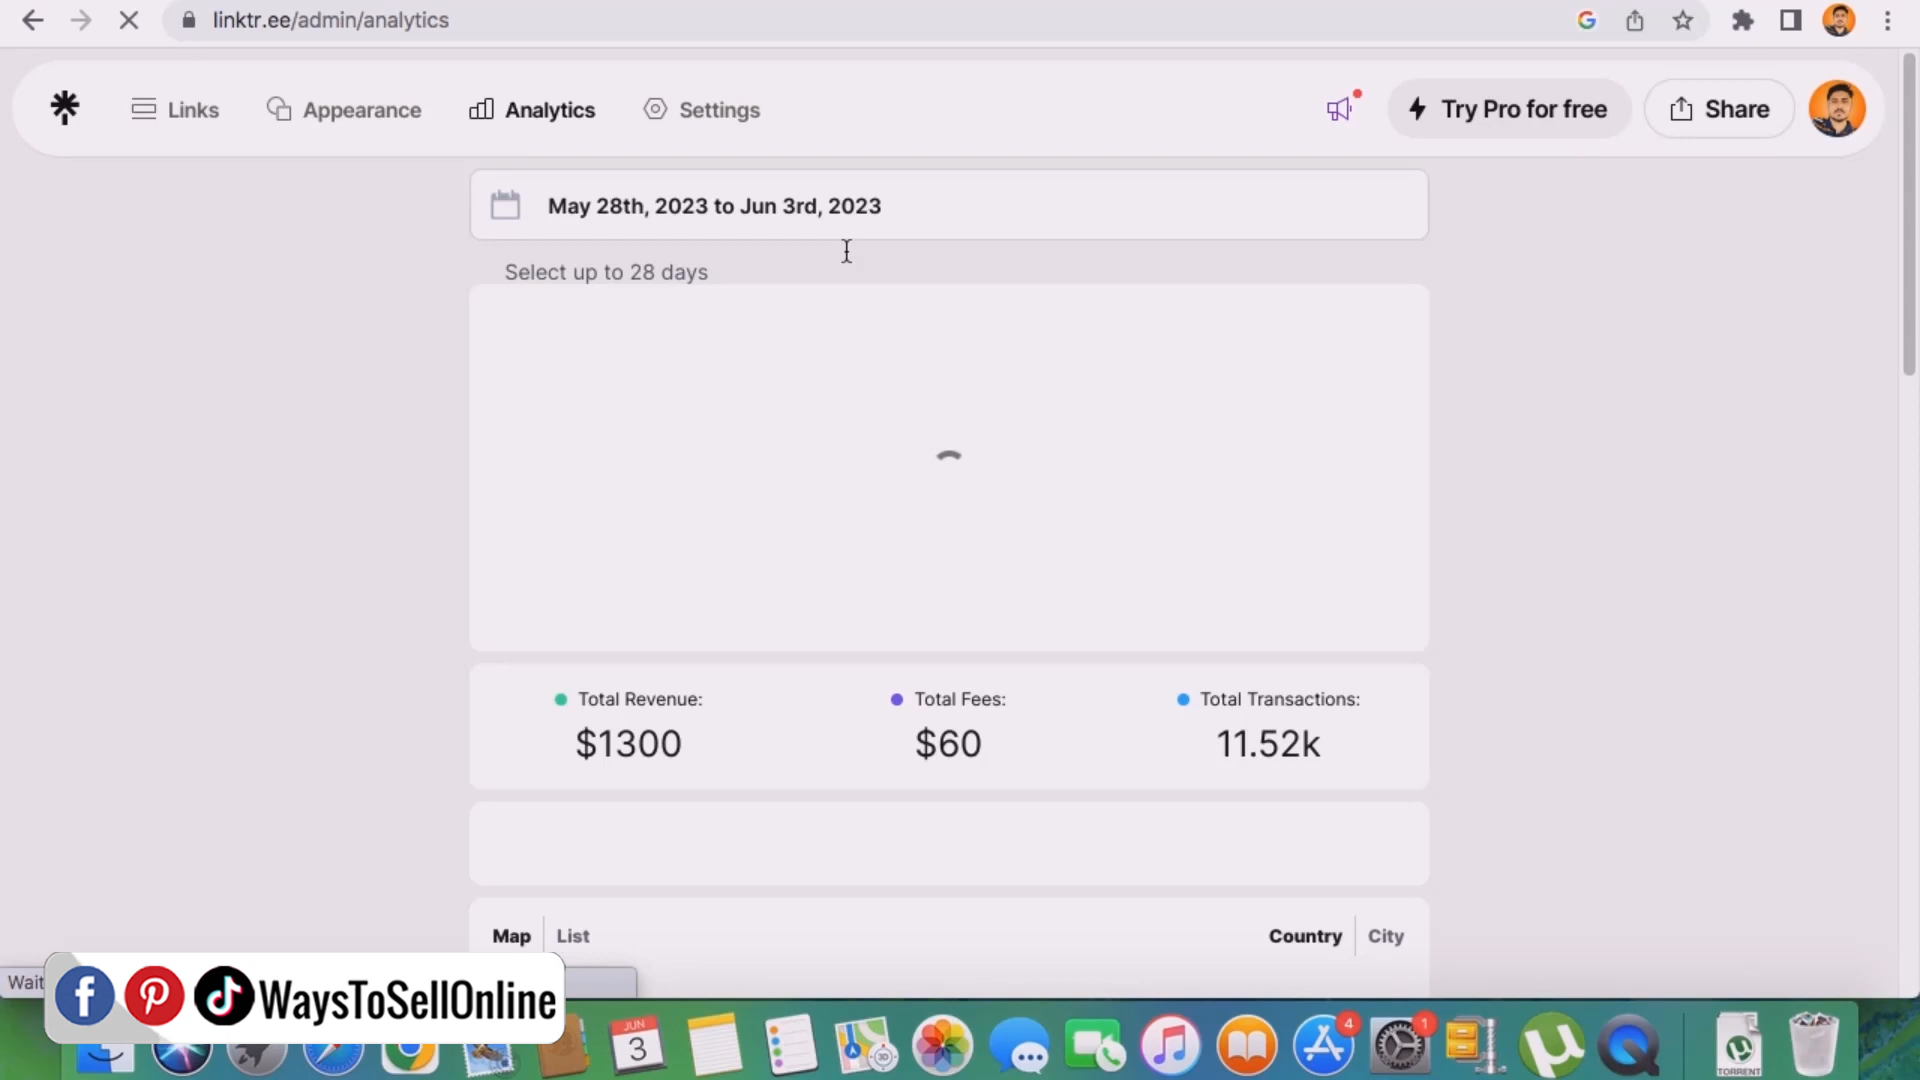 linktr.ee/admin/analytics
Links
Appearance
Analytics
Settings
Try Pro for free
Share
May 28th, 2023 to Jun 3rd, 2023
Select up to 28 days
Total Revenue:
$1300
Total Fees:
$60
Total Transactions:
11.52k
Map
List
Country
City
Wait
WaysToSellOnline
JUN
3
3D
4
1
TORRENT